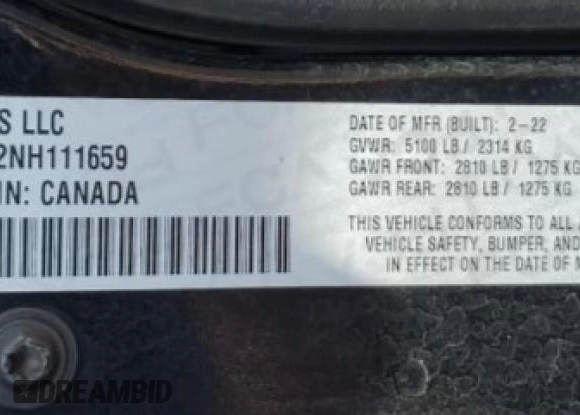 S LLC
2NH111659
IN: CANADA
DATE OF MFR (BUILT): 2-22
GVWR: 5100 LB / 2314 KG
GAWR FRONT: 2810 LB / 1275 KG
GAWR REAR: 2810 LB / 1275 KG
THIS VEHICLE CONFORMS TO ALL
VEHICLE SAFETY, BUMPER, AND
IN EFFECT ON THE DATE OF M
DREAMBID